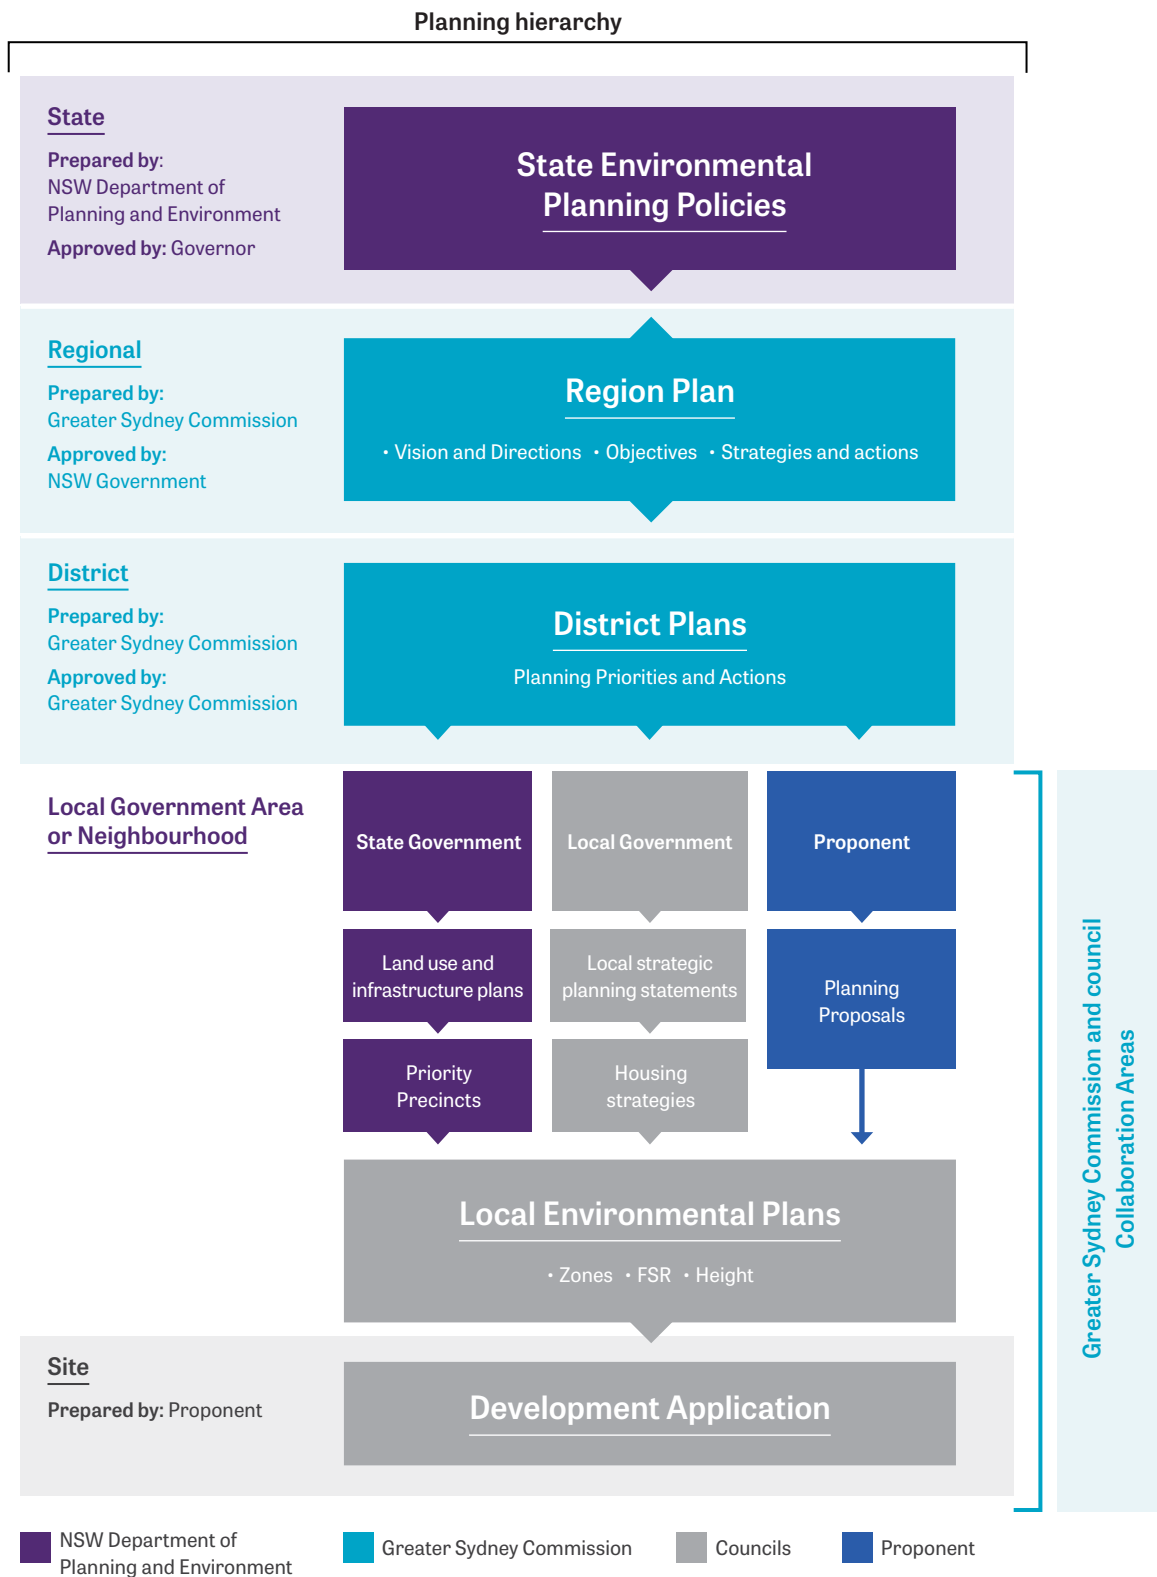 Planning hierarchy
State
Prepared by:
NSW Department of
Planning and Environment
Approved by: Governor
State Environmental
Planning Policies
Regional
Prepared by:
Greater Sydney Commission
Approved by:
NSW Government
Region Plan
• Vision and Directions • Objectives • Strategies and actions
District
Prepared by:
Greater Sydney Commission
Approved by:
Greater Sydney Commission
District Plans
Planning Priorities and Actions
Local Government Area
or Neighbourhood
State Government
Local Government
Proponent
Land use and
infrastructure plans
Local strategic
planning statements
Planning
Proposals
Priority
Precincts
Housing
strategies
Local Environmental Plans
• Zones • FSR • Height
Site
Prepared by: Proponent
Development Application
Greater Sydney Commission and council
Collaboration Areas
NSW Department of
Planning and Environment
Greater Sydney Commission
Councils
Proponent